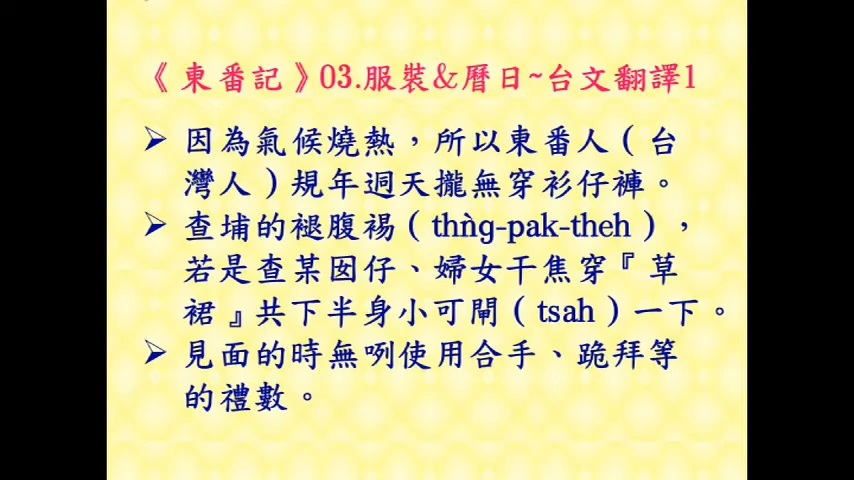 《東番記》03.服裝&曆日~台文翻譯1
➢ 因為氣候燒熱，所以東番人（台
灣人）規年迵天攏無穿衫仔褲。
➢ 查埔的褪腹裼（thǹg-pak-theh），
若是查某囡仔、婦女干焦穿『草
裙』共下半身小可閘（tsah）一下。
➢ 見面的時無咧使用合手、跪拜等
的禮數。